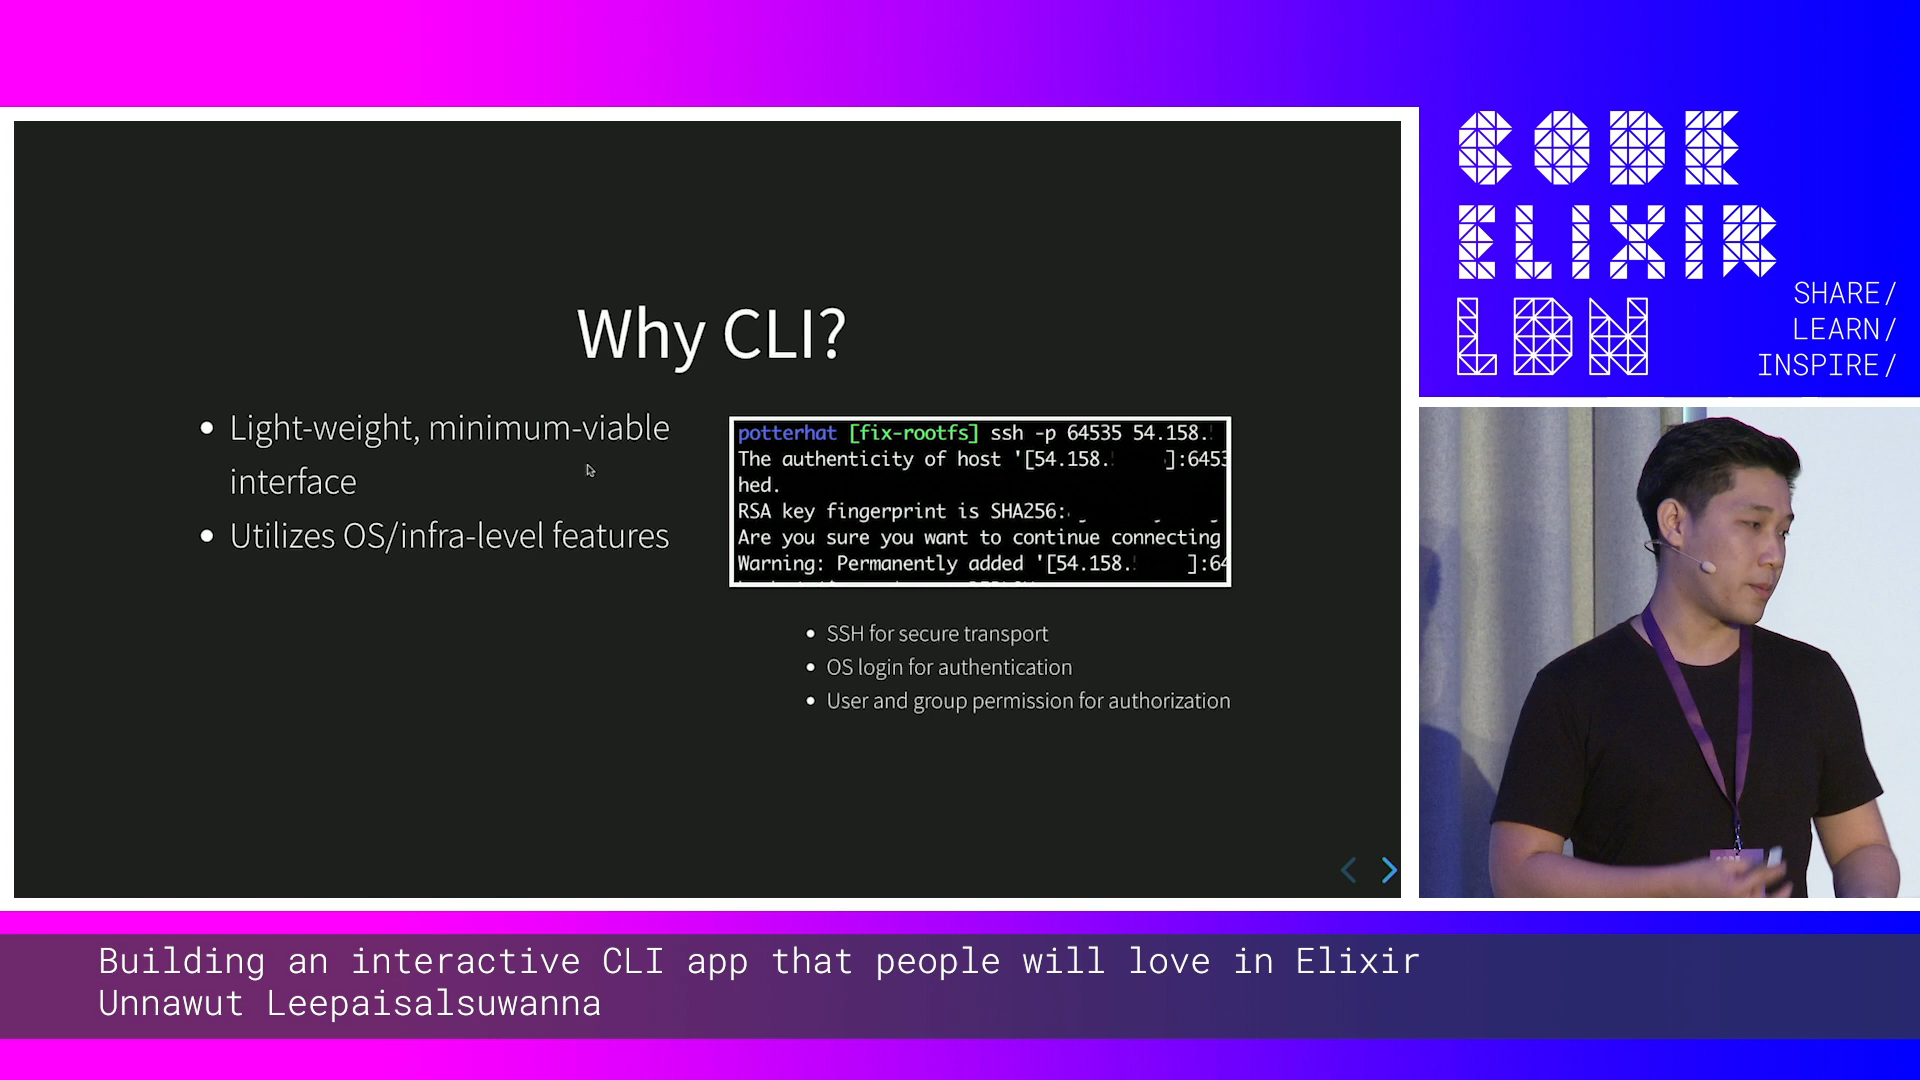 CODE
ELIXIR
LDN
SHARE/
LEARN/
INSPIRE/
Why CLI?
Light-weight, minimum-viable
interface
Utilizes OS/infra-level features
potterhat [fix-rootfs] ssh -p 64535 54.158.
The authenticity of host '[54.158. ]:6453
hed.
RSA key fingerprint is SHA256:
Are you sure you want to continue connecting
Warning: Permanently added '[54.158. ]:64
SSH for secure transport
OS login for authentication
User and group permission for authorization
Building an interactive CLI app that people will love in Elixir
Unnawut Leepaisalsuwanna